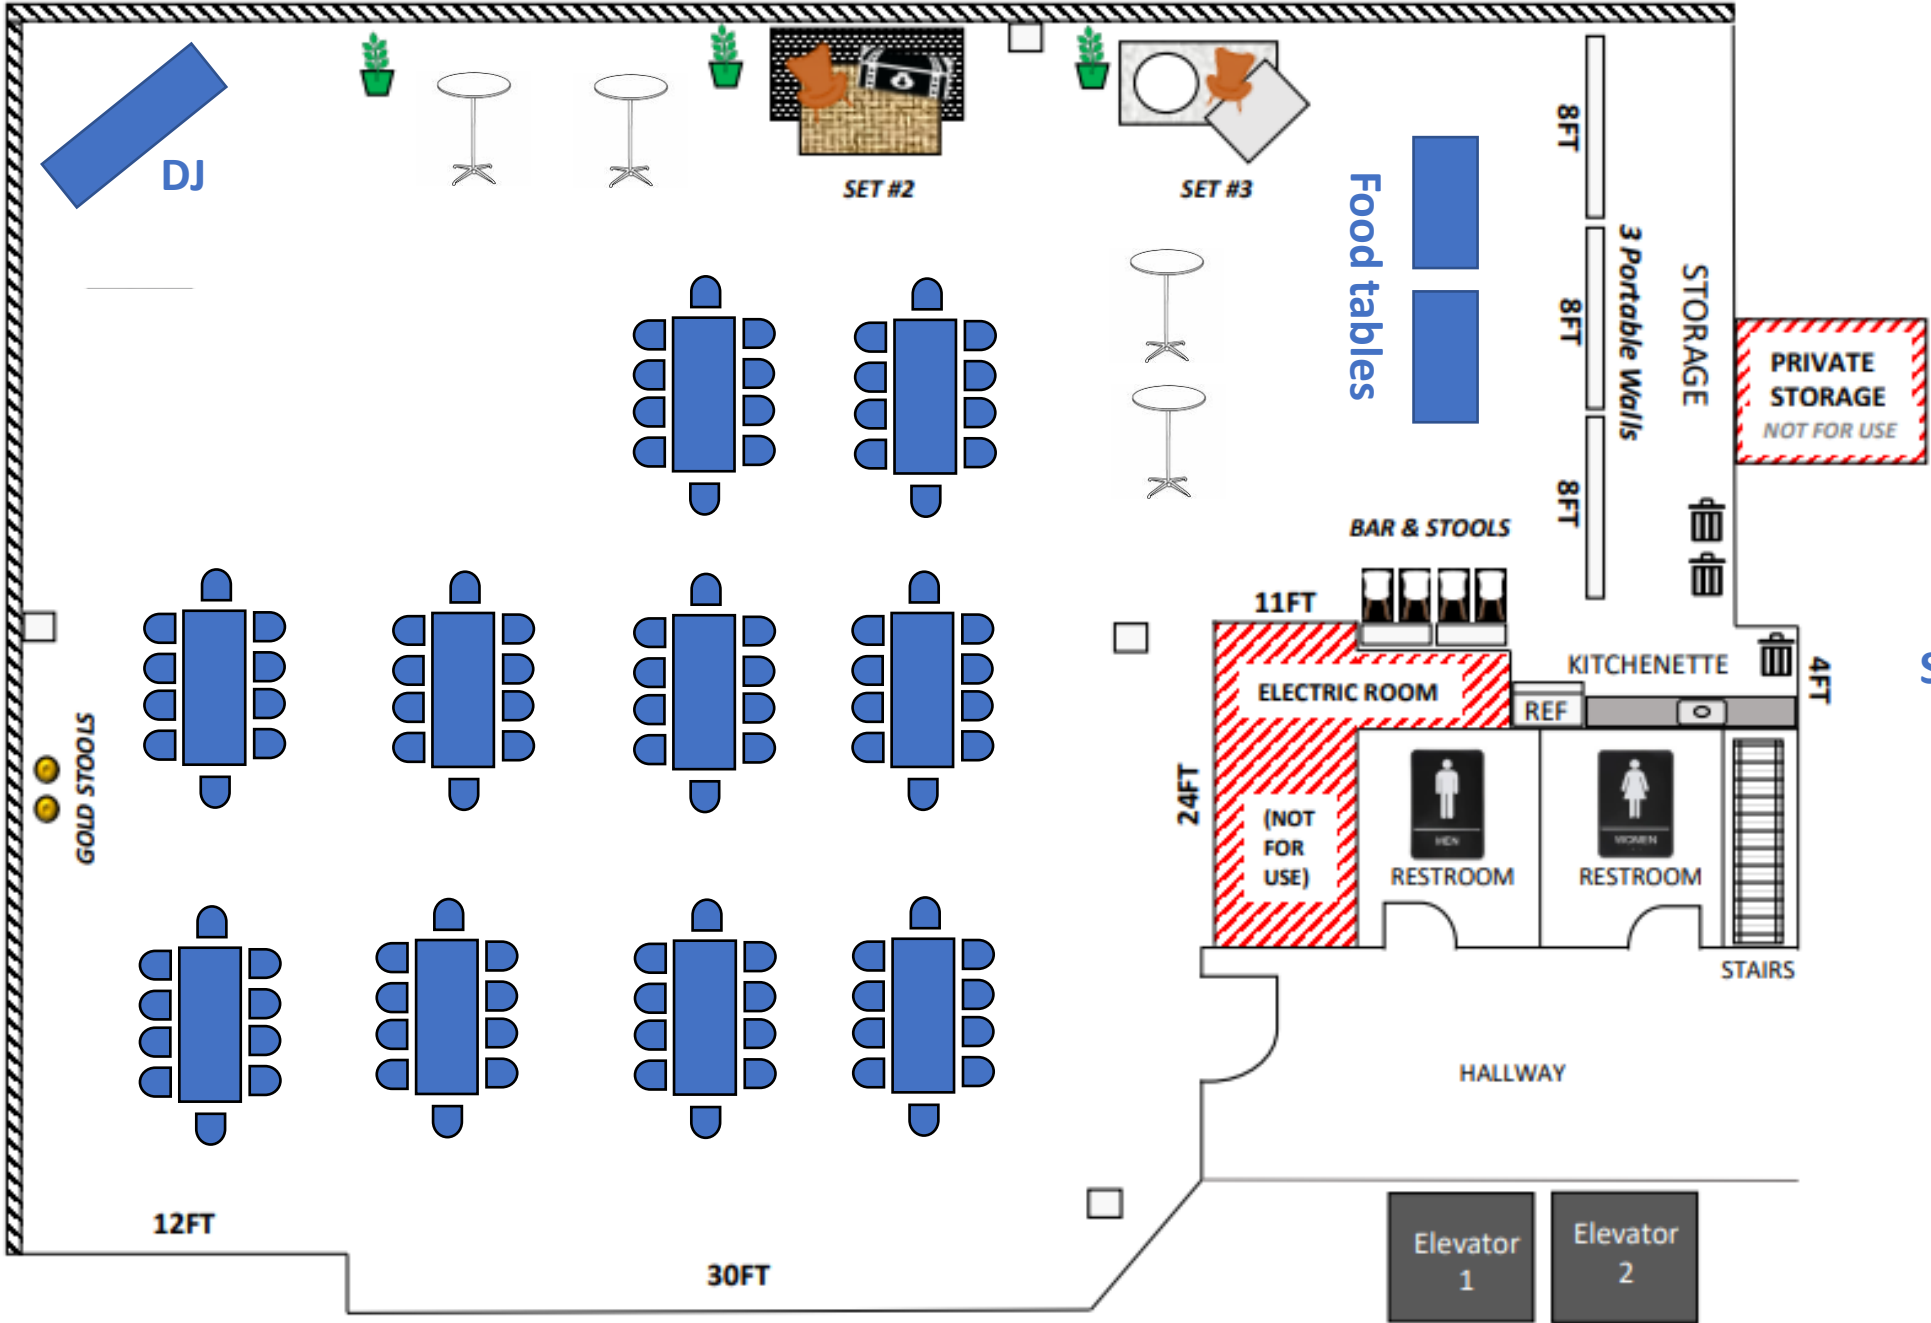 DJ
SET #2
SET #3
Food tables
8FT
8FT
8FT
3 Portable Walls
STORAGE
PRIVATE
STORAGE
NOT FOR USE
BAR & STOOLS
11FT
KITCHENETTE
4FT
S
ELECTRIC ROOM
REF
GOLD STOOLS
24FT
(NOT
FOR
USE)
MEN
WOMEN
RESTROOM
RESTROOM
STAIRS
HALLWAY
12FT
30FT
Elevator
1
Elevator
2